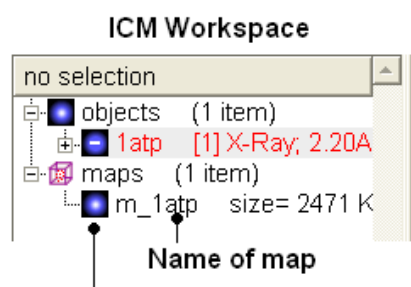 ICM Workspace
no selection
objects (1 item)
1atp [1] X-Ray; 2.20A
maps (1 item)
m_1atp size= 2471 K
Name of map